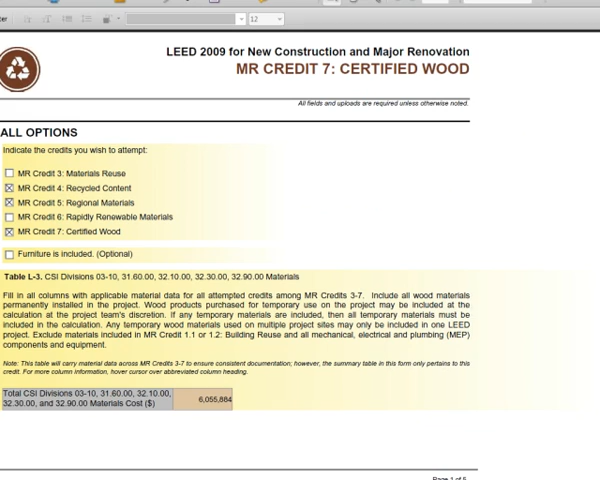 12
LEED 2009 for New Construction and Major Renovation
MR CREDIT 7: CERTIFIED WOOD
All fields and uploads are required unless otherwise noted.
ALL OPTIONS
Indicate the credits you wish to attempt:
MR Credit 3: Materials Reuse
MR Credit 4: Recycled Content
MR Credit 5: Regional Materials
MR Credit 6: Rapidly Renewable Materials
MR Credit 7: Certified Wood
Furniture is included. (Optional)
Table L-3. CSI Divisions 03-10, 31.60.00, 32.10.00, 32.30.00, 32.90.00 Materials
Fill in all columns with applicable material data for all attempted credits among MR Credits 3-7. Include all wood materials
permanently installed in the project. Wood products purchased for temporary use on the project may be included at the
calculation at the project team's discretion. If any temporary materials are included, then all temporary materials must be
included in the calculation. Any temporary wood materials used on multiple project sites may only be included in one LEED
project. Exclude materials included in MR Credit 1.1 or 1.2: Building Reuse and all mechanical, electrical and plumbing (MEP)
components and equipment.
Note: This table will carry material data across MR Credits 3-7 to ensure consistent documentation; however, the summary table in this form only pertains to this
credit. For more column information, hover cursor over abbreviated column heading.
Total CSI Divisions 03-10, 31.60.00, 32.10.00,
32.30.00, and 32.90.00 Materials Cost ($)
6,055,884
Page 1 of 5